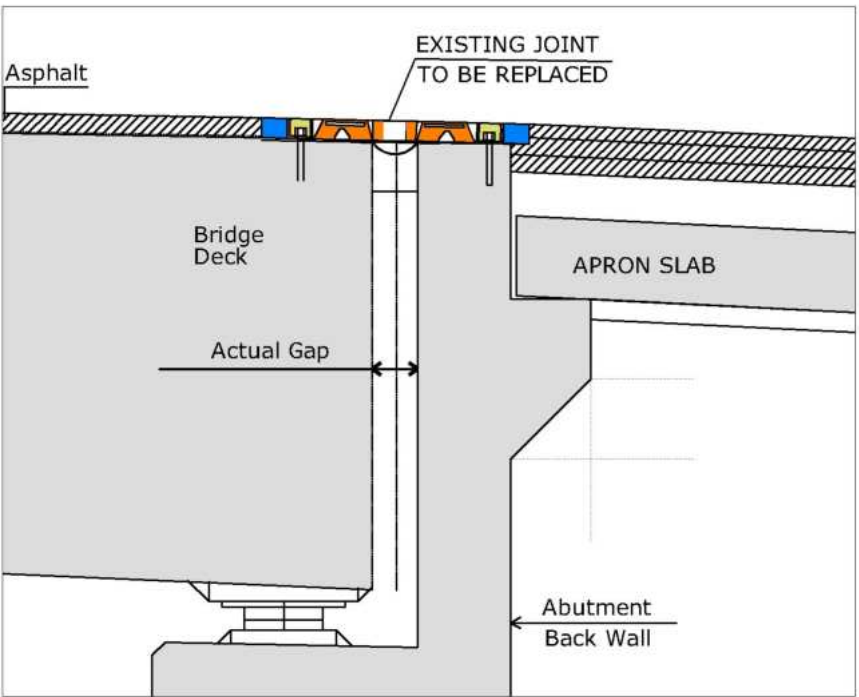 EXISTING JOINT
TO BE REPLACED
Asphalt
Bridge
Deck
APRON SLAB
Actual Gap
Abutment
Back Wall